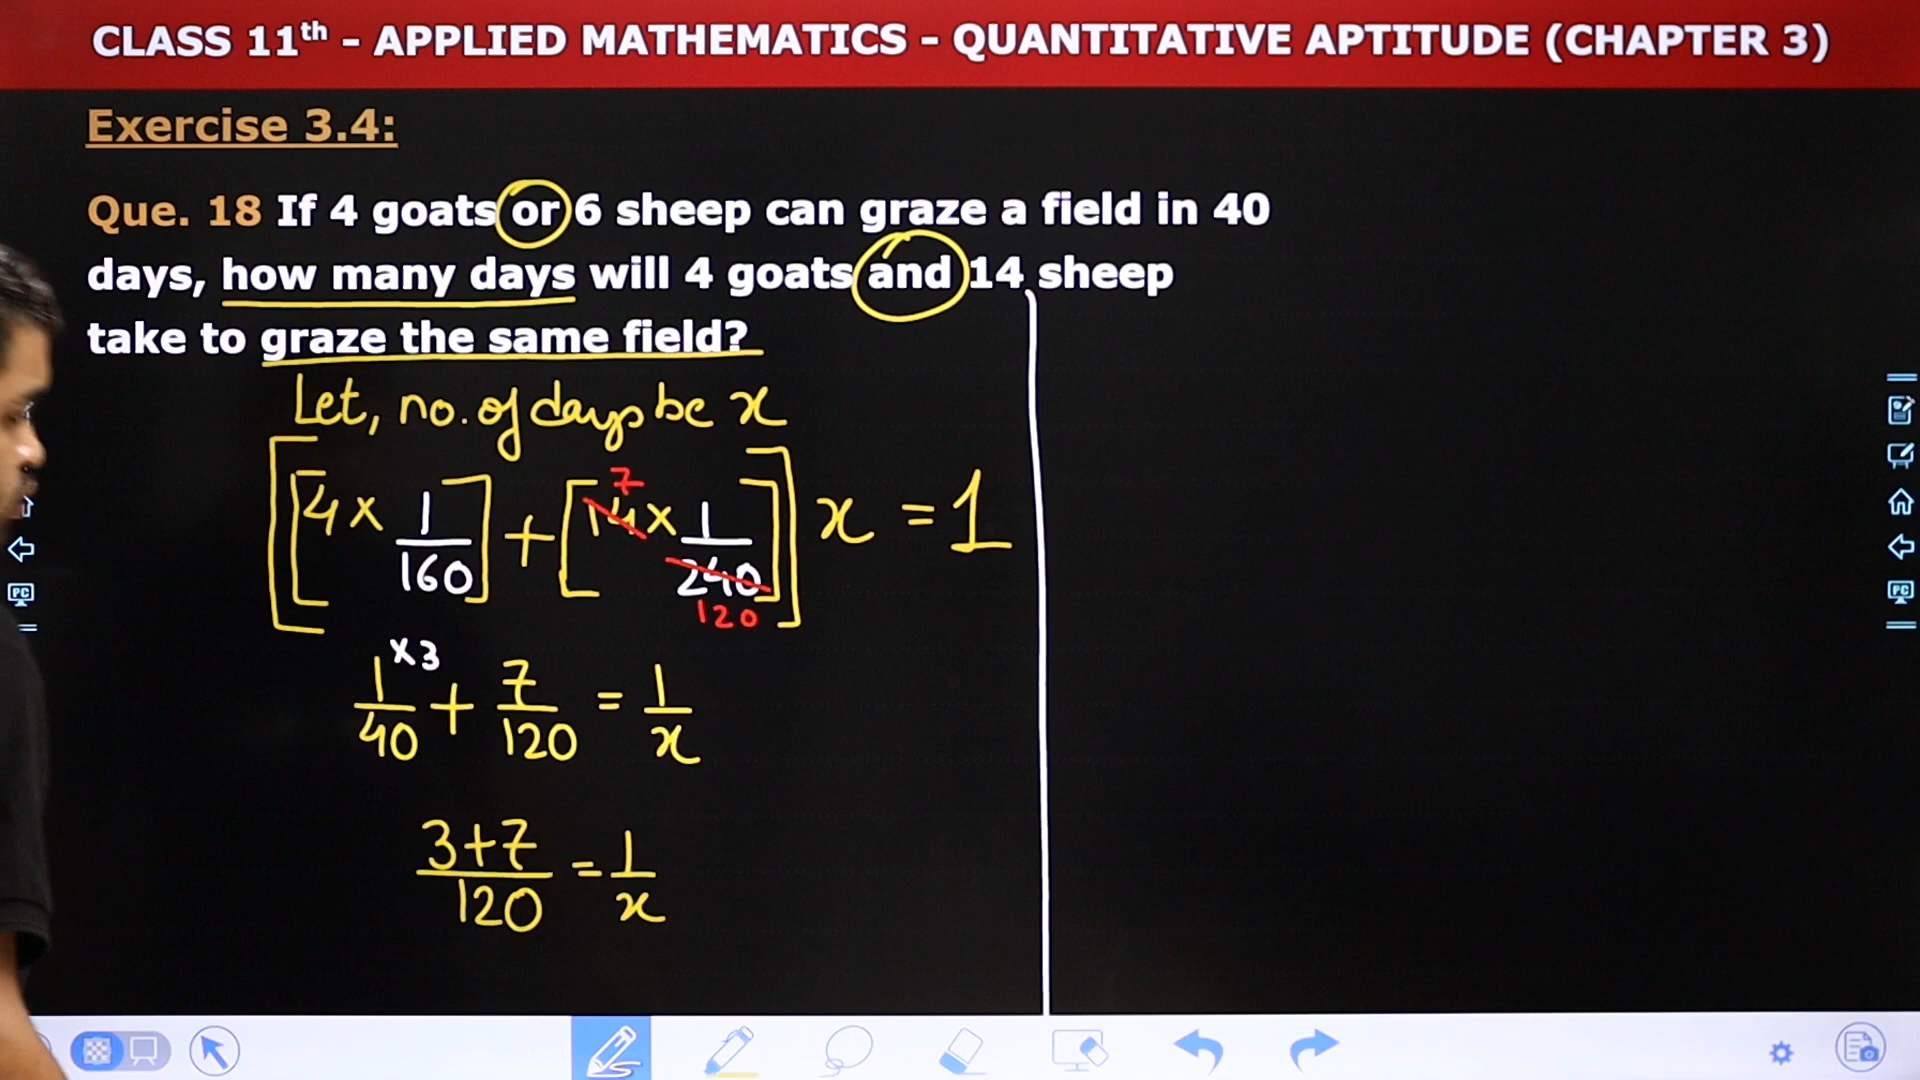 CLASS 11th - APPLIED MATHEMATICS - QUANTITATIVE APTITUDE (CHAPTER 3)
Exercise 3.4:
Que. 18 If 4 goats or 6 sheep can graze a field in 40
days, how many days will 4 goats and 14 sheep
take to graze the same field?
Let, no. of days be x
[[4 × 1/160] + [14 × 1/240]] x = 1
7
120
×3
1/40 + 7/120 = 1/x
3+7/120 = 1/x
PC
PC